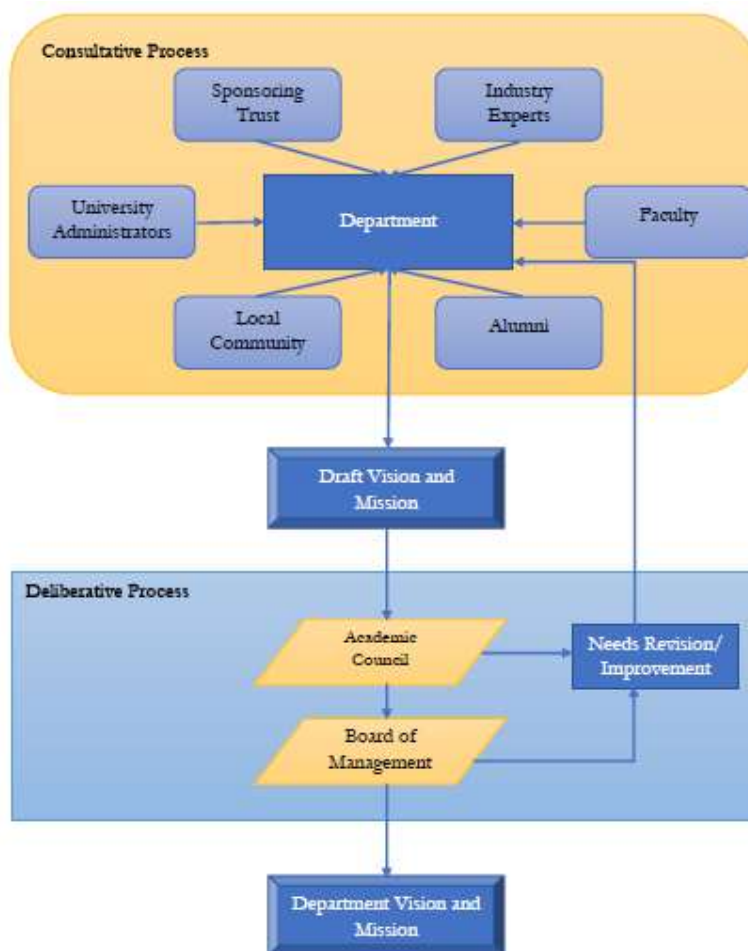 Consultative Process
Sponsoring
Trust
Industry
Experts
University
Administrators
Department
Faculty
Local
Community
Alumni
Draft Vision and
Mission
Deliberative Process
Academic
Council
Needs Revision/
Improvement
Board of
Management
Department Vision and
Mission